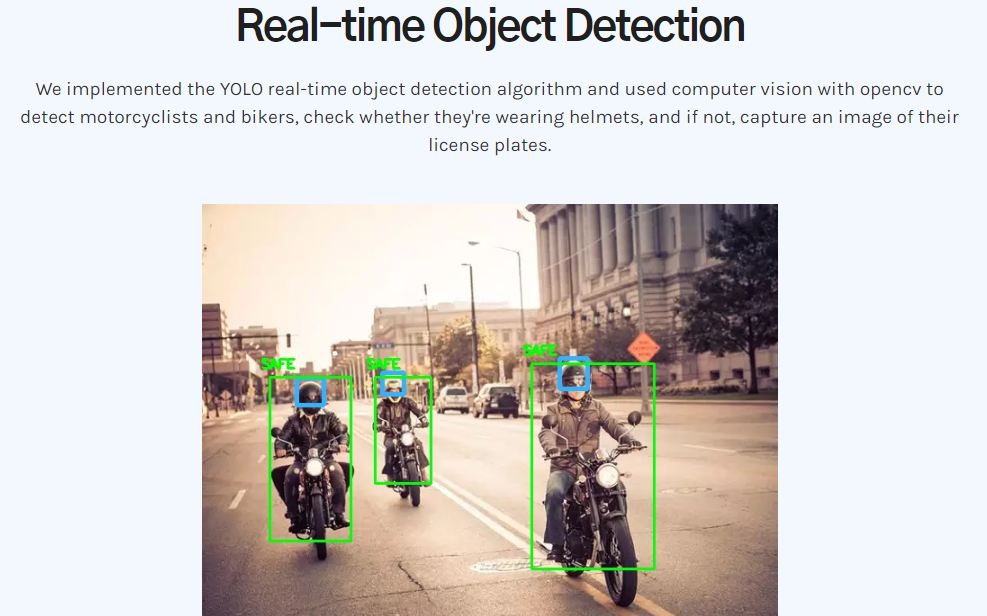 Real-time Object Detection
We implemented the YOLO real-time object detection algorithm and used computer vision with opencv to
detect motorcyclists and bikers, check whether they're wearing helmets, and if not, capture an image of their
license plates.
SAFE
SAFE
SAFE